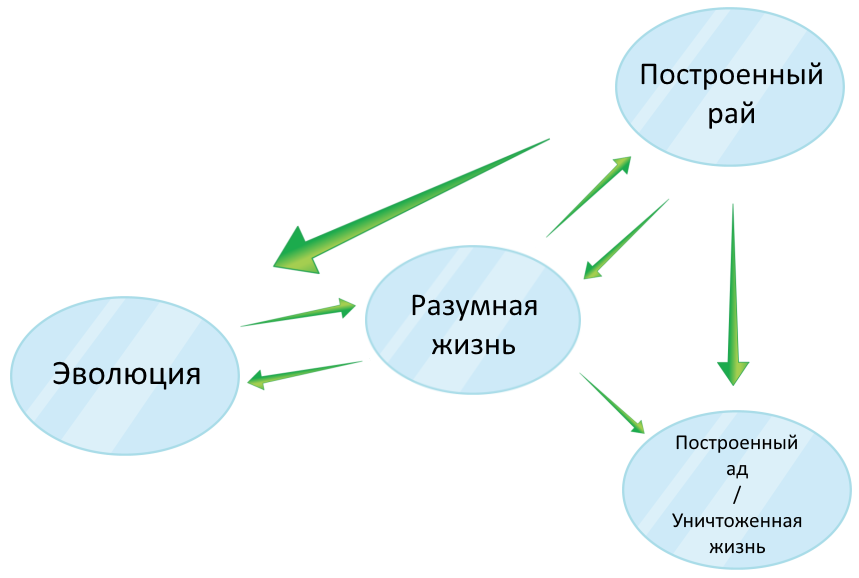 Построенный
рай
Разумная
жизнь
Эволюция
Построенный
ад
/
Уничтоженная
жизнь